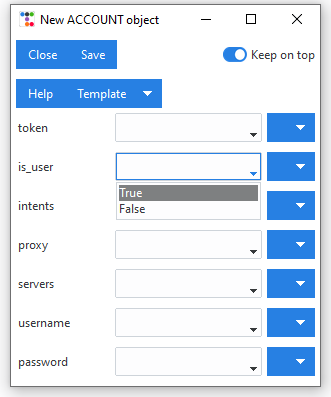 New ACCOUNT object
Close Save Keep on top
Help Template
token
is_user
True
False
intents
proxy
servers
username
password